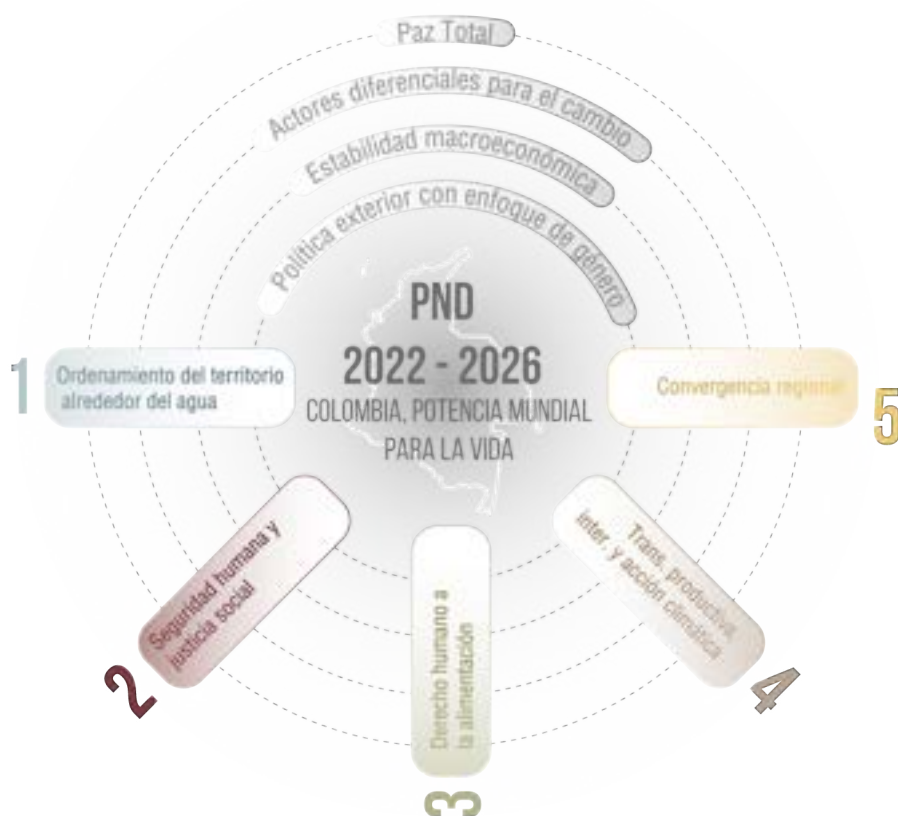 Paz Total
Actores diferenciales para el cambio
Estabilidad macroeconómica
Política exterior con enfoque de género
PND
2022 - 2026
COLOMBIA, POTENCIA MUNDIAL
PARA LA VIDA
1
Ordenamiento del territorio
alrededor del agua
2
Seguridad humana y
justicia social
3
Derecho humano a
la alimentación
4
Trans. productiva,
inter. y acción climática
5
Convergencia regional